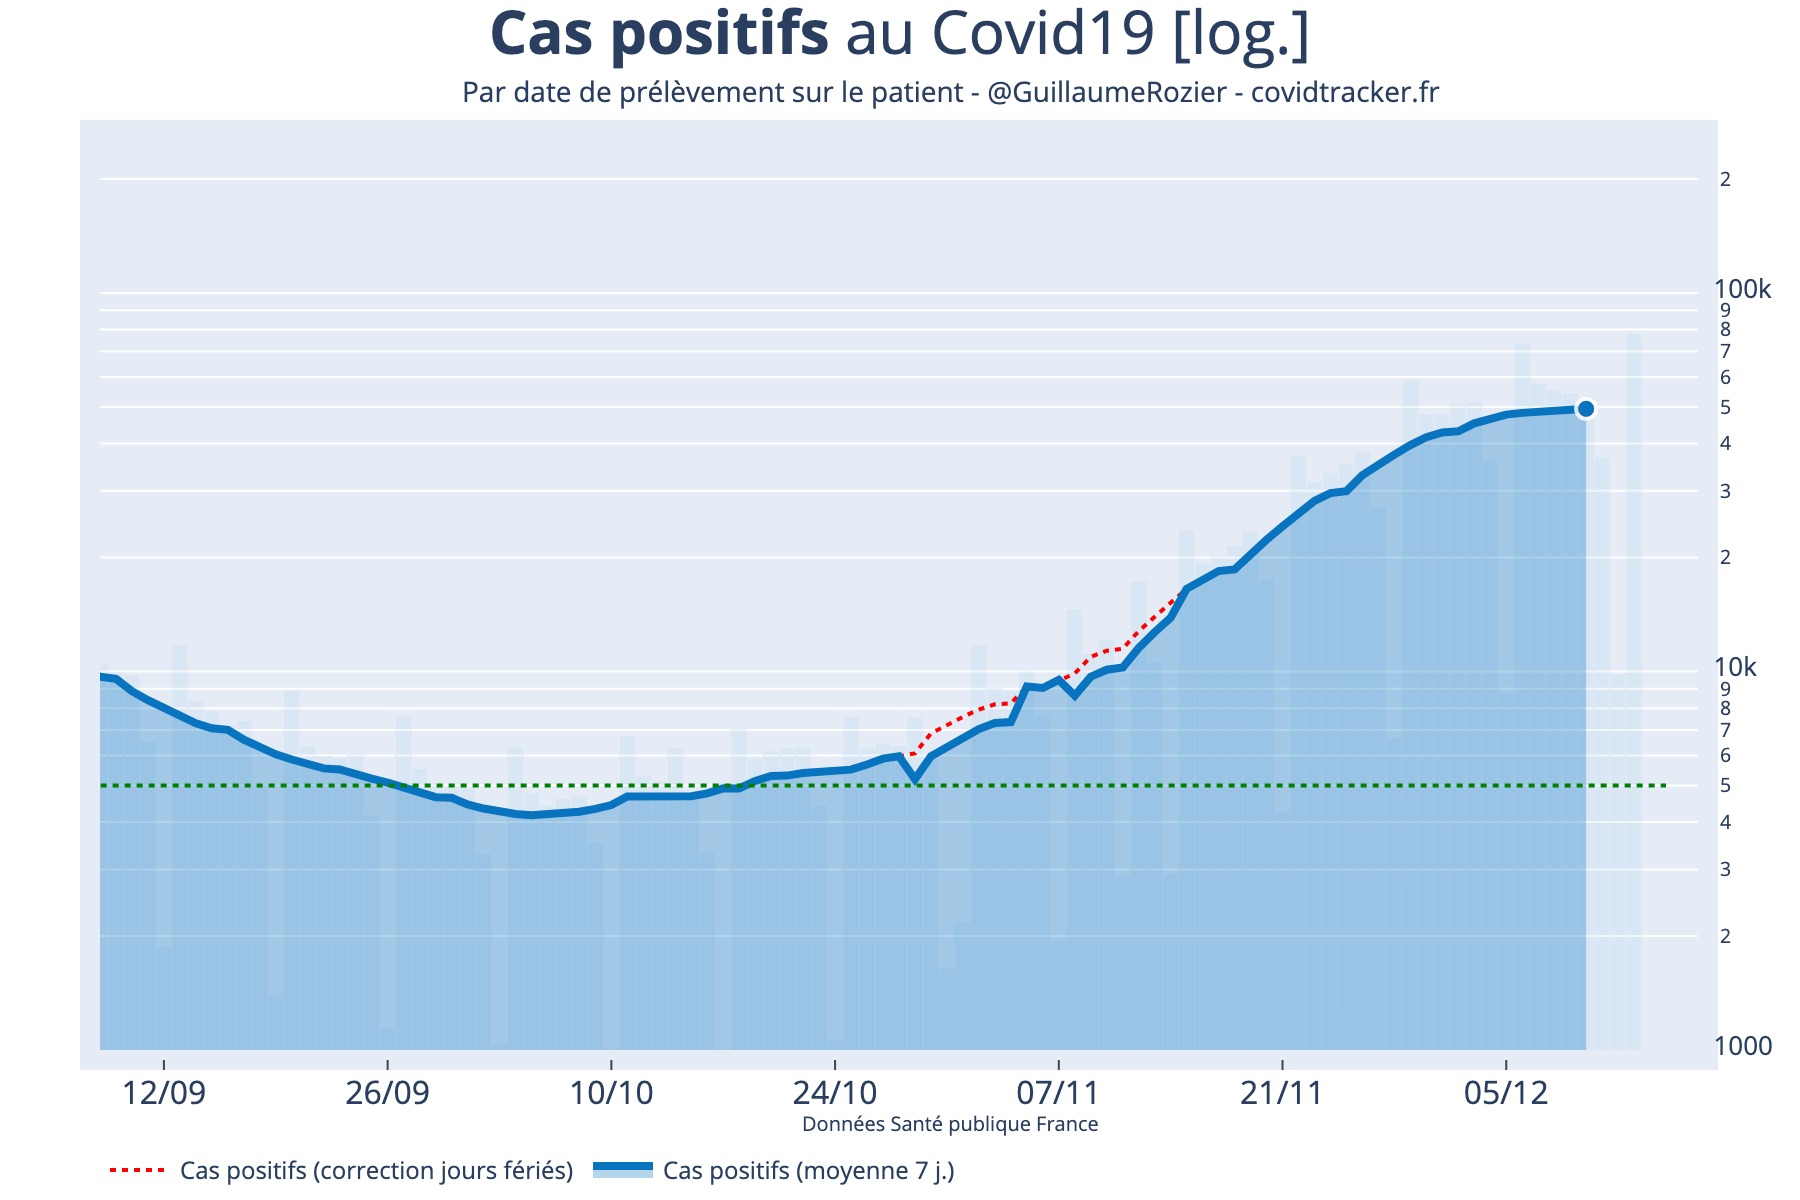 Cas positifs au Covid19 [log.]
Par date de prélèvement sur le patient - @GuillaumeRozier - covidtracker.fr
2
100k
9
8
7
6
5
4
3
2
10k
9
8
7
6
5
4
3
2
1000
12/09 26/09 10/10 24/10 07/11 21/11 05/12
Données Santé publique France
Cas positifs (correction jours fériés) Cas positifs (moyenne 7 j.)